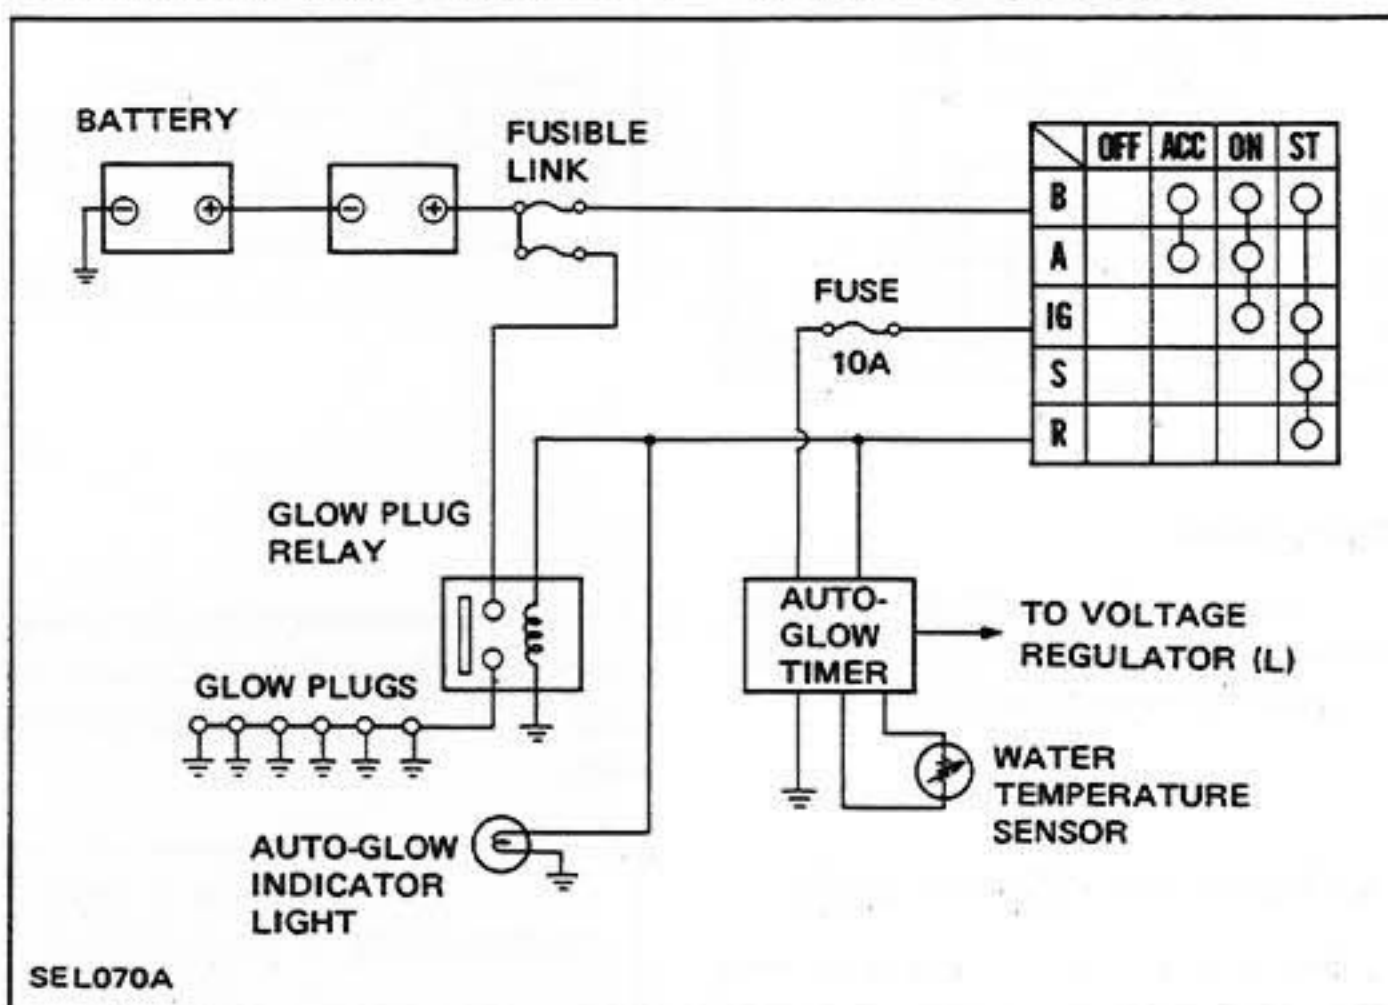 BATTERY
FUSIBLE
LINK
OFF ACC ON ST
B
A
IG
S
R
FUSE
10A
GLOW PLUG
RELAY
GLOW PLUGS
AUTO-
GLOW
TIMER
TO VOLTAGE
REGULATOR (L)
WATER
TEMPERATURE
SENSOR
AUTO-GLOW
INDICATOR
LIGHT
SEL070A